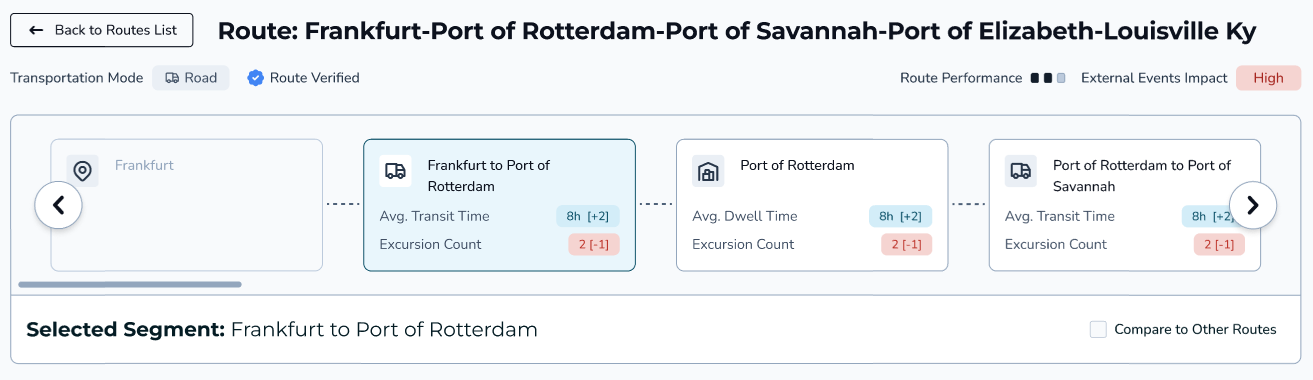 Back to Routes List
Route: Frankfurt-Port of Rotterdam-Port of Savannah-Port of Elizabeth-Louisville Ky
Transportation Mode Road Route Verified
Route Performance External Events Impact High
Frankfurt
Frankfurt to Port of
Rotterdam
Avg. Transit Time 8h [+2]
Excursion Count 2 [-1]
Port of Rotterdam
Avg. Dwell Time 8h [+2]
Excursion Count 2 [-1]
Port of Rotterdam to Port of
Savannah
Avg. Transit Time 8h [+2]
Excursion Count 2 [-1]
Selected Segment: Frankfurt to Port of Rotterdam
Compare to Other Routes